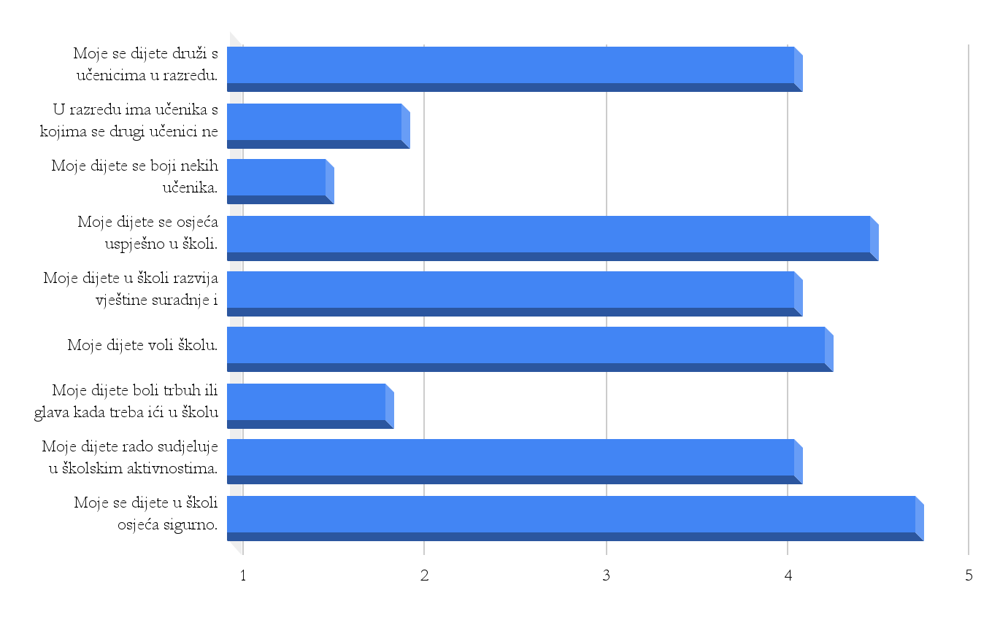 Moje se dijete druži s
učenicima u razredu.
U razredu ima učenika s
kojima se drugi učenici ne
Moje dijete se boji nekih
učenika.
Moje dijete se osjeća
uspješno u školi.
Moje dijete u školi razvija
vještine suradnje i
Moje dijete voli školu.
Moje dijete boli trbuh ili
glava kada treba ići u školu
Moje dijete rado sudjeluje
u školskim aktivnostima.
Moje se dijete u školi
osjeća sigurno.
1 2 3 4 5